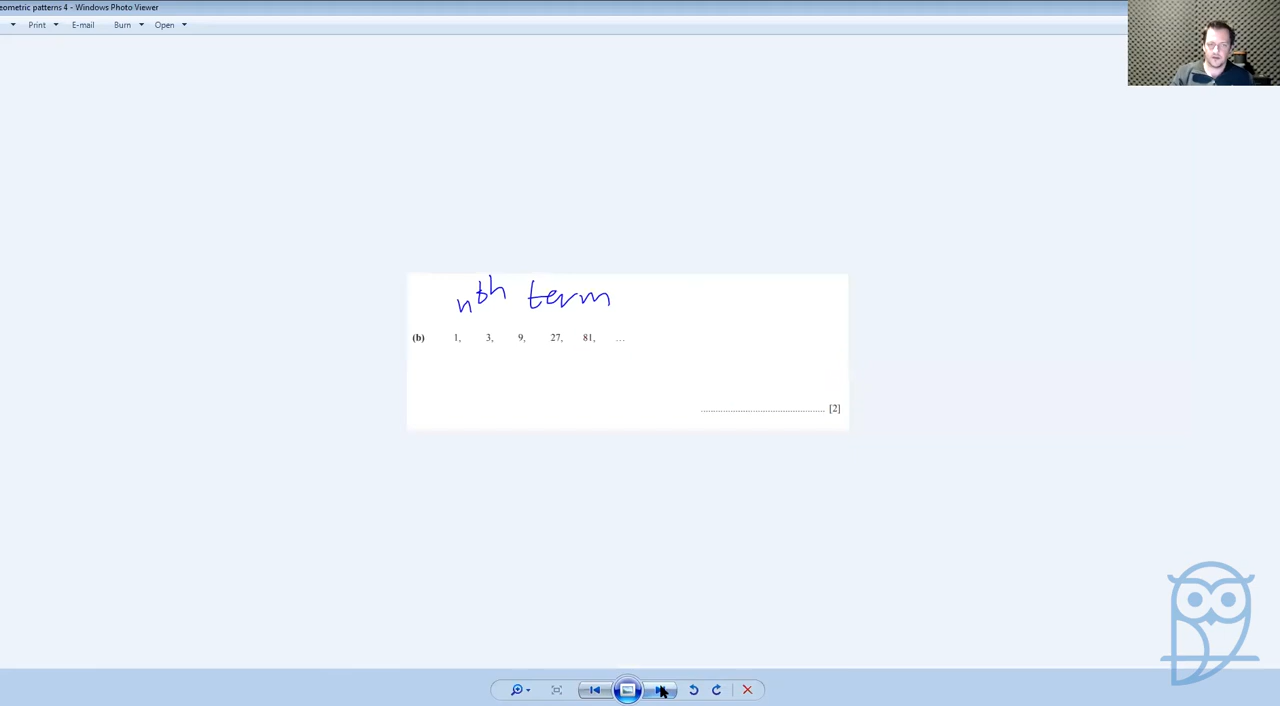 eometric patterns 4 - Windows Photo Viewer
Print E-mail Burn Open
nth term
(b) 1, 3, 9, 27, 81, ...
................................................ [2]